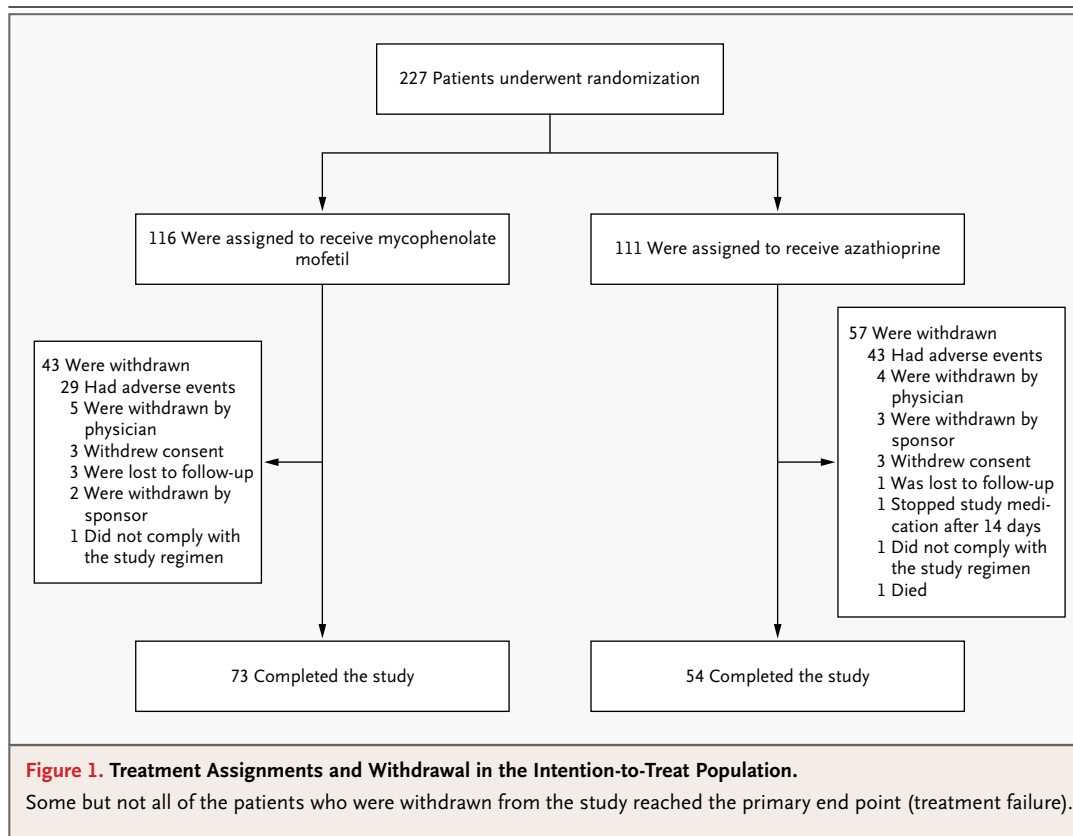 227 Patients underwent randomization
116 Were assigned to receive mycophenolate
mofetil
111 Were assigned to receive azathioprine
43 Were withdrawn
29 Had adverse events
5 Were withdrawn by
physician
3 Withdrew consent
3 Were lost to follow-up
2 Were withdrawn by
sponsor
1 Did not comply with
the study regimen
57 Were withdrawn
43 Had adverse events
4 Were withdrawn by
physician
3 Were withdrawn by
sponsor
3 Withdrew consent
1 Was lost to follow-up
1 Stopped study medi-
cation after 14 days
1 Did not comply with
the study regimen
1 Died
73 Completed the study
54 Completed the study
Figure 1. Treatment Assignments and Withdrawal in the Intention-to-Treat Population.
Some but not all of the patients who were withdrawn from the study reached the primary end point (treatment failure).